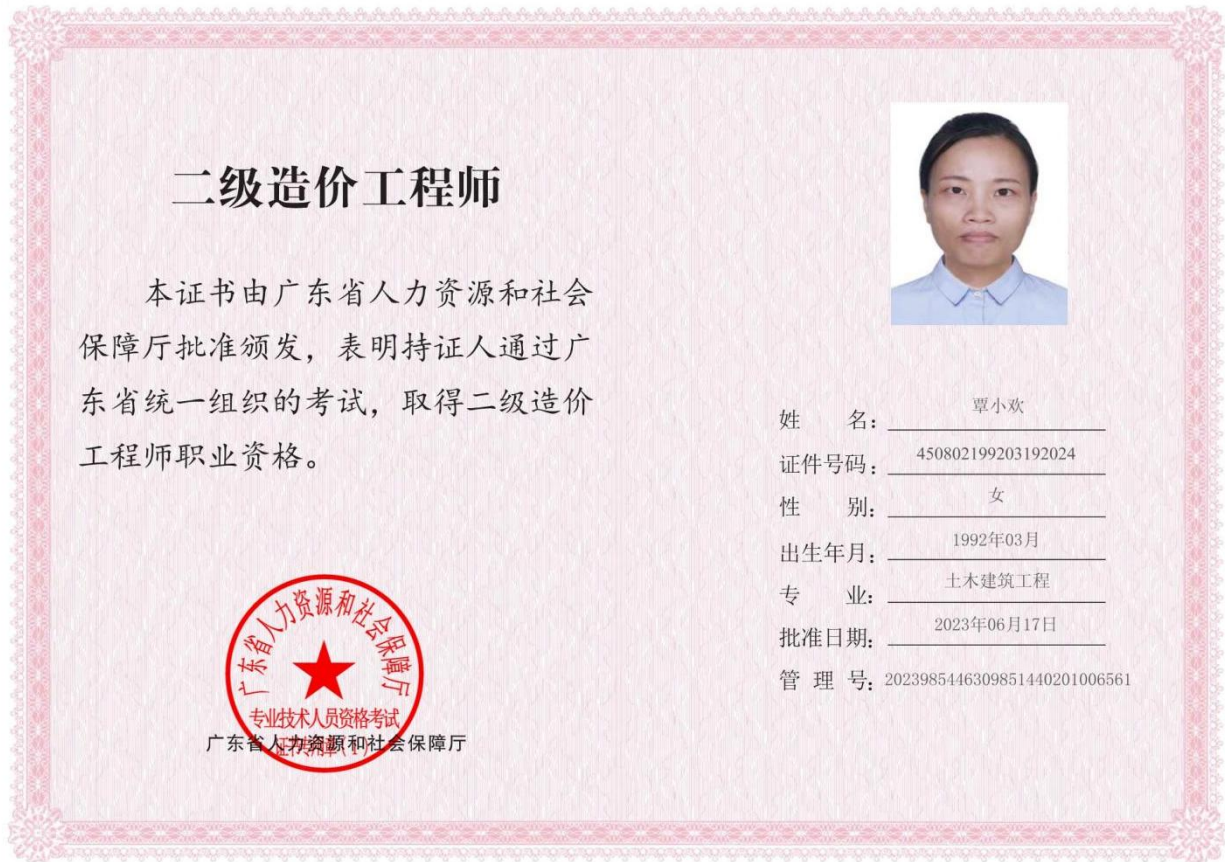 二级造价工程师
本证书由广东省人力资源和社会
保障厅批准颁发，表明持证人通过广
东省统一组织的考试，取得二级造价
工程师职业资格。
广东省人力资源和社会保障厅
专业技术人员资格考试
证书专用章(1)
广东省人力资源和社会保障厅
姓 名：覃小欢
证件号码：450802199203192024
性 别：女
出生年月：1992年03月
专 业：土木建筑工程
批准日期：2023年06月17日
管 理 号：20239854463098514402010065​61